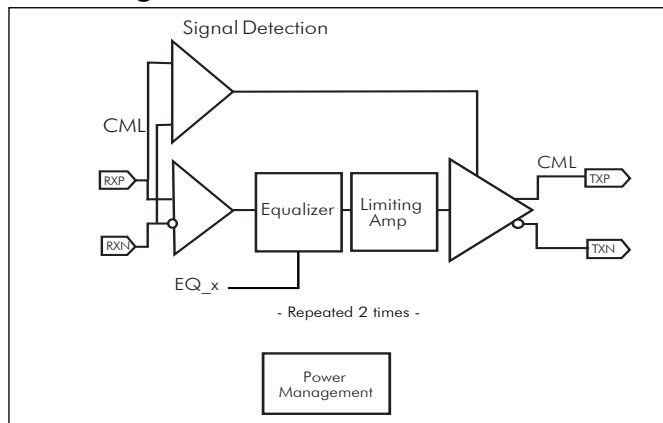 Signal Detection
CML
RXP
RXN
Equalizer
Limiting
Amp
CML
TXP
TXN
EQ_x
- Repeated 2 times -
Power
Management